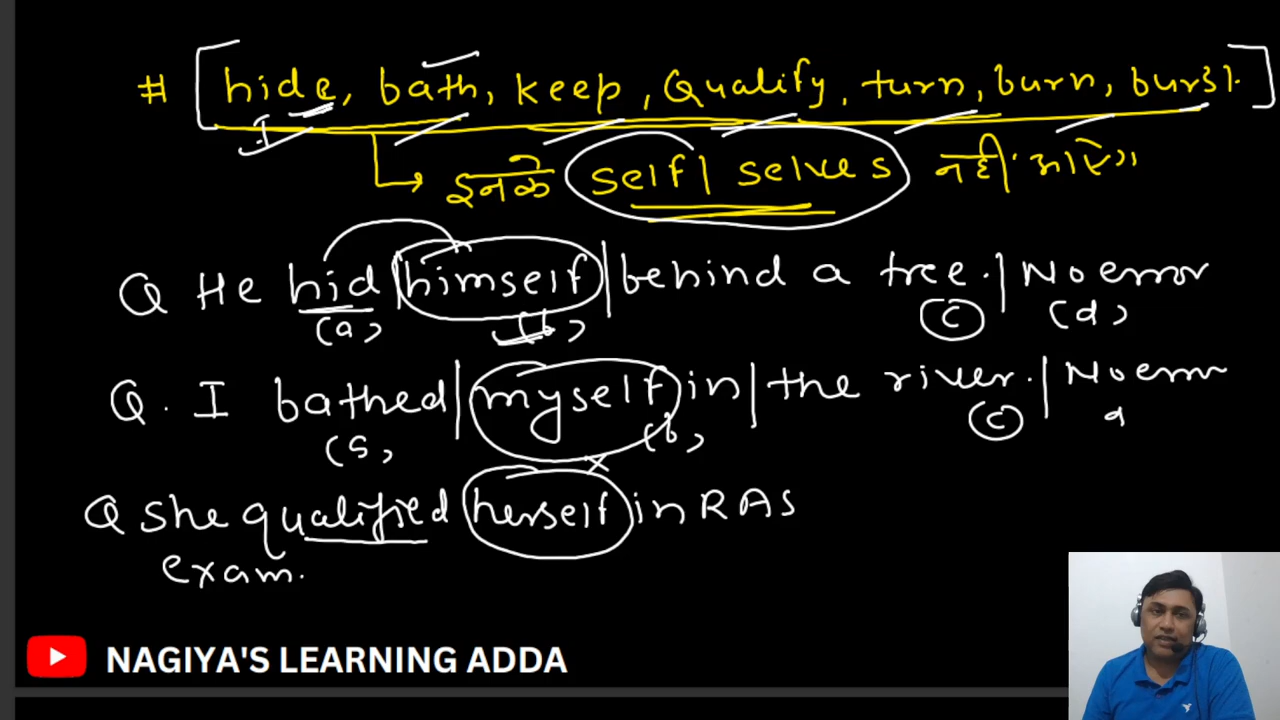 # [hide, bath, keep, Qualify, turn, burn, burst.]
I
→ इनके self| selves नहीं आयेगा
Q He hid |himself| behind a tree.| No error
(a) (b) (c) (d)
Q. I bathed| myself in| the river.| No error
(b) (c) d
x
Q She qualified herself in RAS
exam.
NAGIYA'S LEARNING ADDA